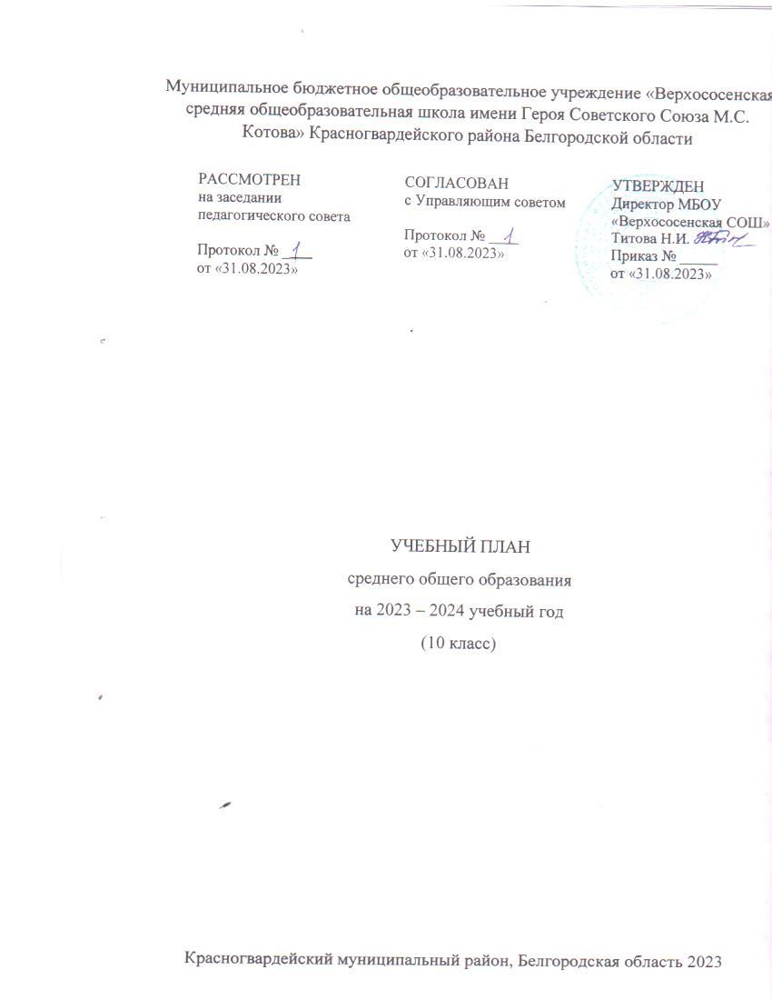 Муниципальное бюджетное общеобразовательное учреждение «Верхососенская
средняя общеобразовательная школа имени Героя Советского Союза М.С.
Котова» Красногвардейского района Белгородской области
РАССМОТРЕН
на заседании
педагогического совета
Протокол № 1
от «31.08.2023»
СОГЛАСОВАН
с Управляющим советом
Протокол № 1
от «31.08.2023»
УТВЕРЖДЕН
Директор МБОУ
«Верхососенская СОШ»
Титова Н.И.
Приказ № _____
от «31.08.2023»
УЧЕБНЫЙ ПЛАН
среднего общего образования
на 2023 – 2024 учебный год
(10 класс)
Красногвардейский муниципальный район, Белгородская область 2023